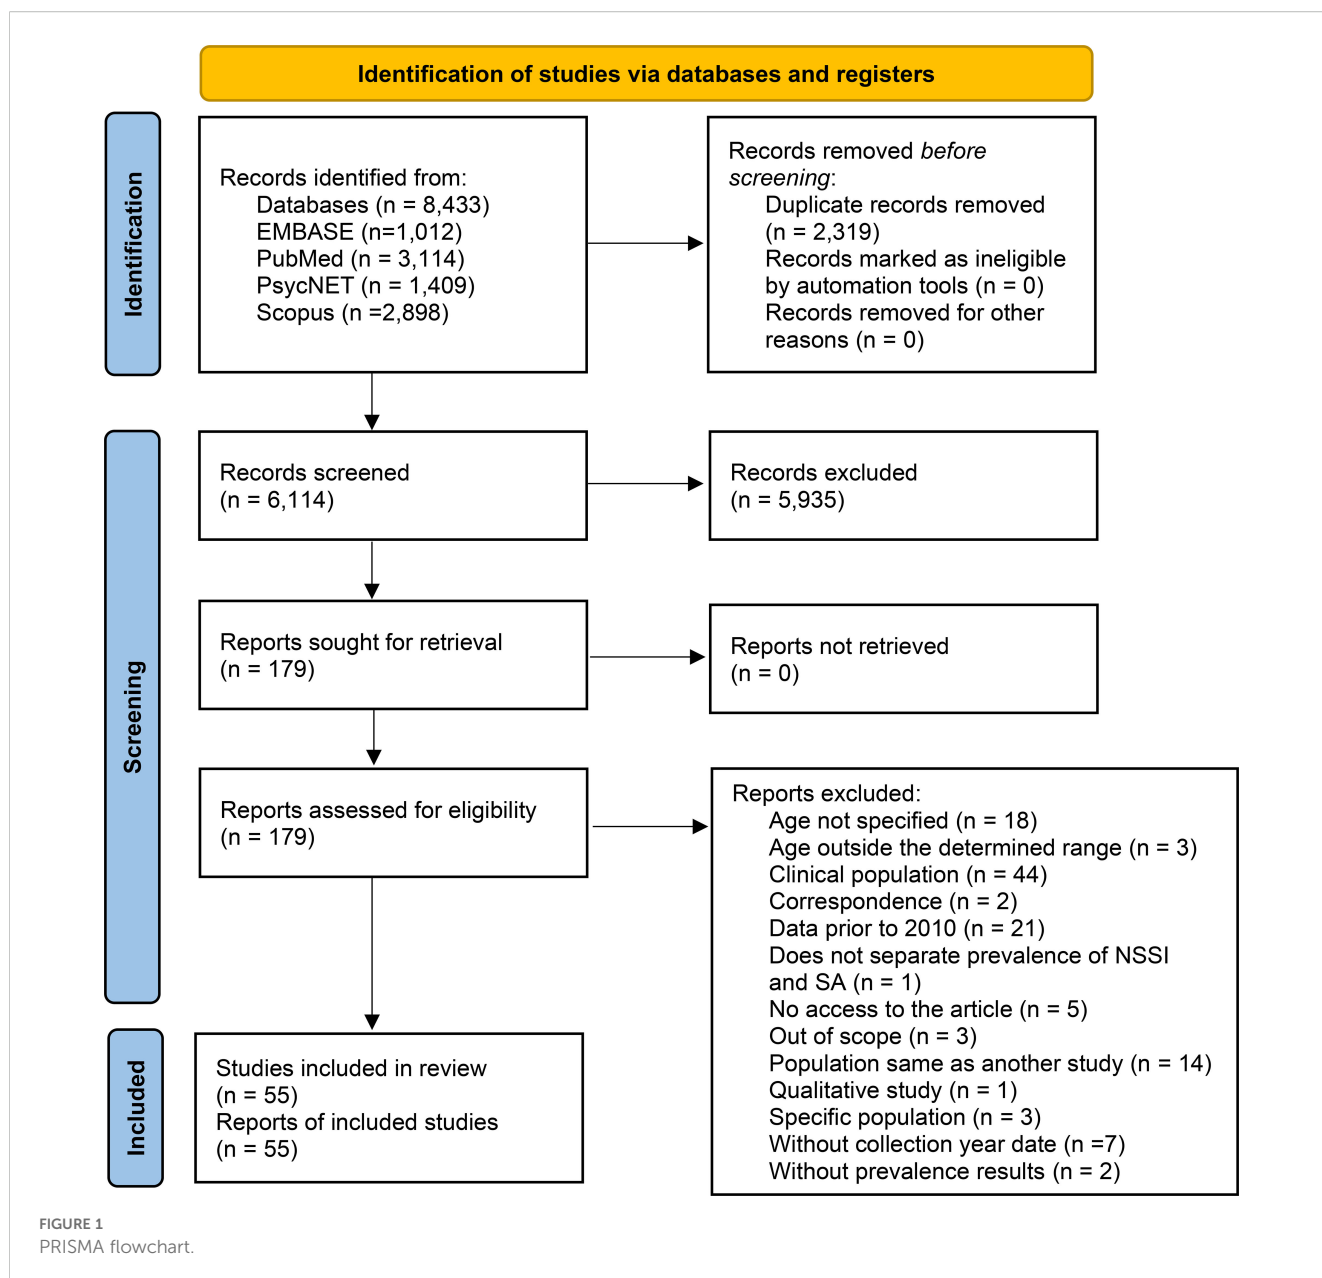 Identification of studies via databases and registers
Identification
Records identified from:
Databases (n = 8,433)
EMBASE (n=1,012)
PubMed (n = 3,114)
PsycNET (n = 1,409)
Scopus (n =2,898)
Records removed before
screening:
Duplicate records removed
(n = 2,319)
Records marked as ineligible
by automation tools (n = 0)
Records removed for other
reasons (n = 0)
Screening
Records screened
(n = 6,114)
Records excluded
(n = 5,935)
Reports sought for retrieval
(n = 179)
Reports not retrieved
(n = 0)
Reports assessed for eligibility
(n = 179)
Reports excluded:
Age not specified (n = 18)
Age outside the determined range (n = 3)
Clinical population (n = 44)
Correspondence (n = 2)
Data prior to 2010 (n = 21)
Does not separate prevalence of NSSI
and SA (n = 1)
No access to the article (n = 5)
Out of scope (n = 3)
Population same as another study (n = 14)
Qualitative study (n = 1)
Specific population (n = 3)
Without collection year date (n =7)
Without prevalence results (n = 2)
Included
Studies included in review
(n = 55)
Reports of included studies
(n = 55)
FIGURE 1
PRISMA flowchart.